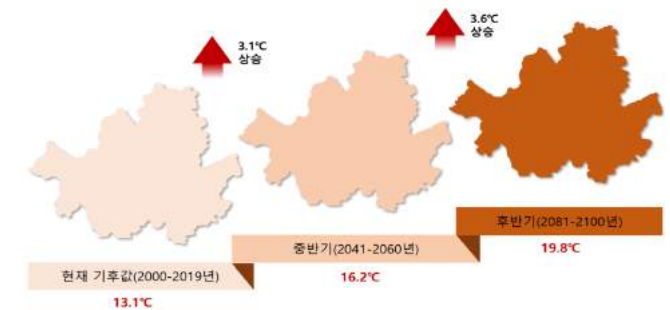 3.1℃
상승
3.6℃
상승
현재 기후값(2000-2019년)
13.1℃
중반기(2041-2060년)
16.2℃
후반기(2081-2100년)
19.8℃